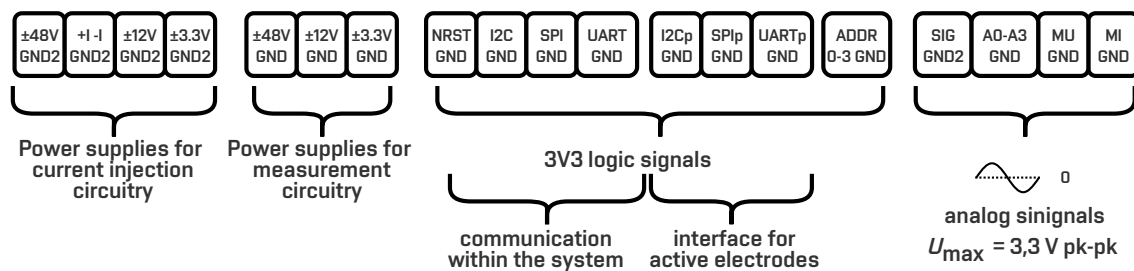 ±48V +I -I ±12V ±3.3V
GND2 GND2 GND2 GND2
±48V ±12V ±3.3V
GND GND GND
NRST I2C SPI UART
GND GND GND GND
I2Cp SPIp UARTp
GND GND GND
ADDR
0-3 GND
SIG A0-A3 MU MI
GND2 GND GND GND
Power supplies for
current injection
circuitry
Power supplies for
measurement
circuitry
3V3 logic signals
communication
within the system
interface for
active electrodes
0
analog sinignals
Umax = 3,3 V pk-pk